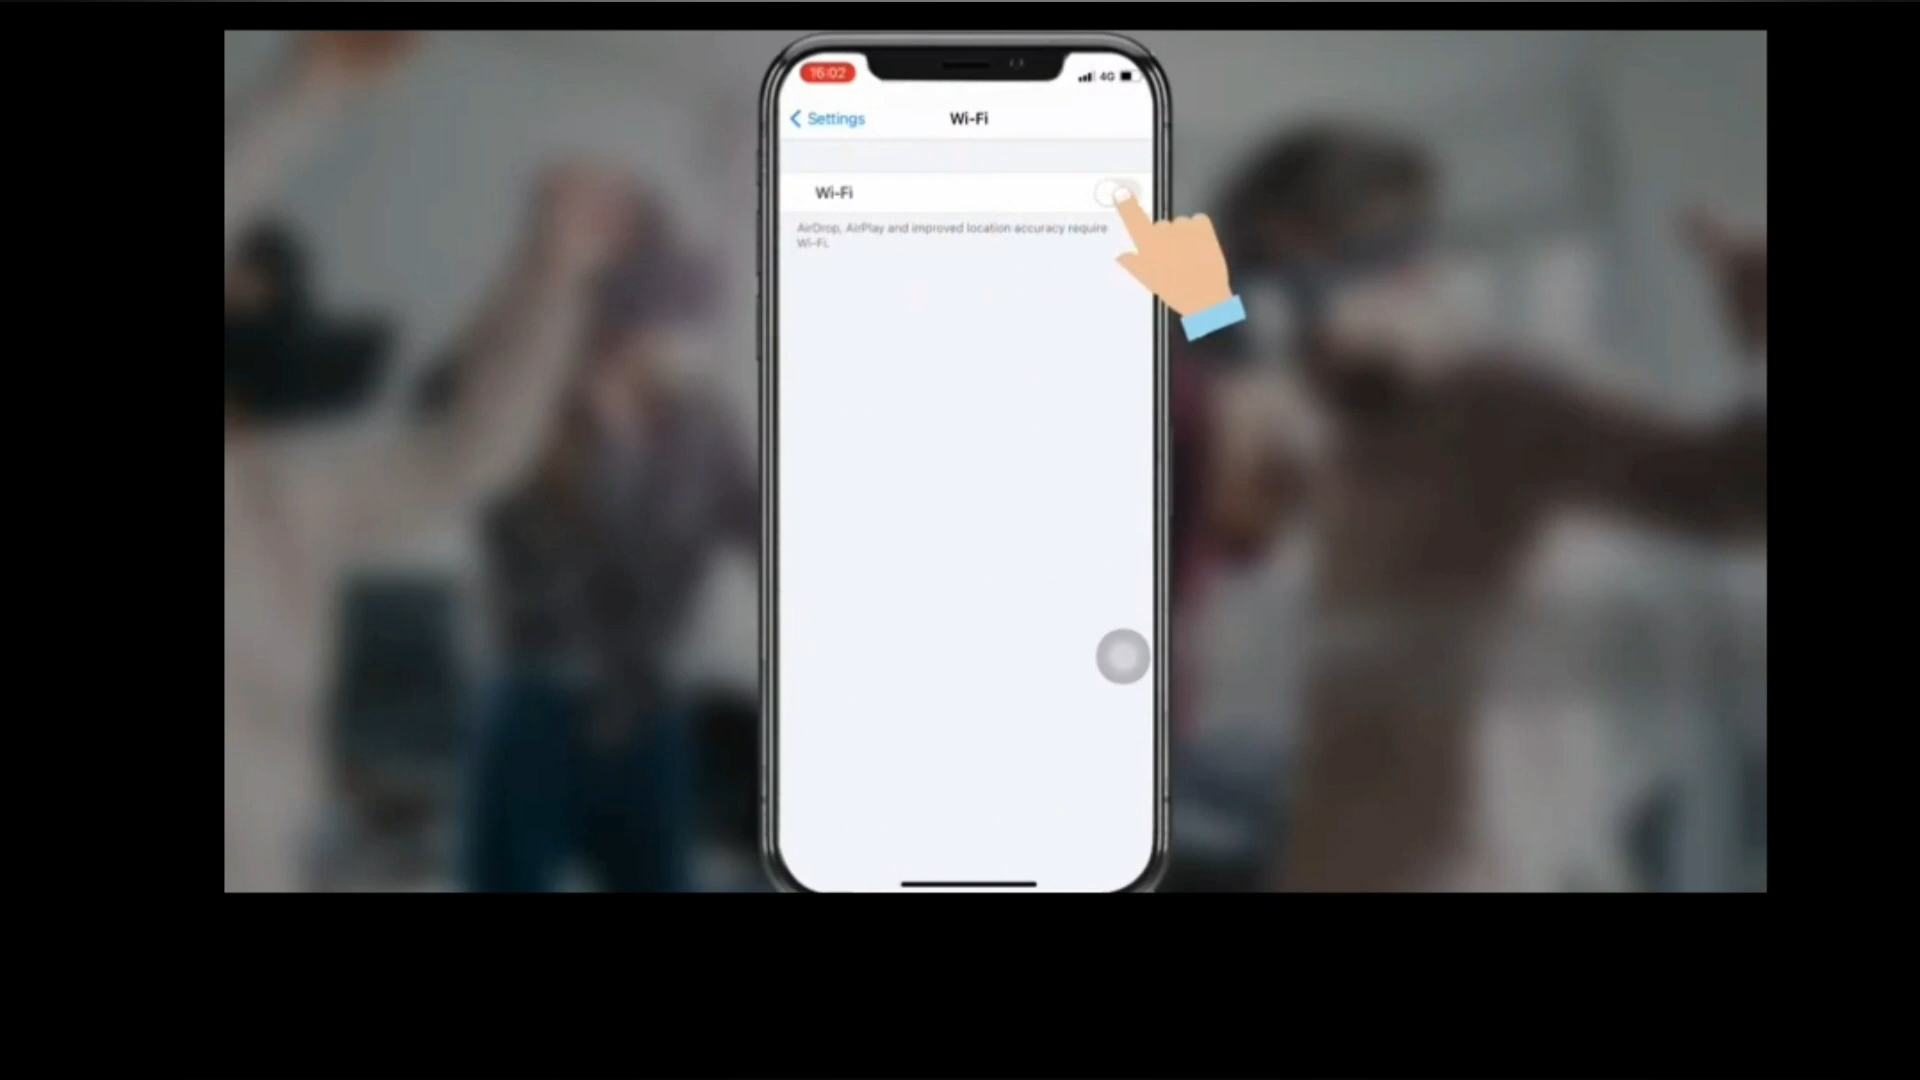 16:02
4G
Settings
Wi-Fi
Wi-Fi
AirDrop, AirPlay and improved location accuracy require
Wi-Fi.